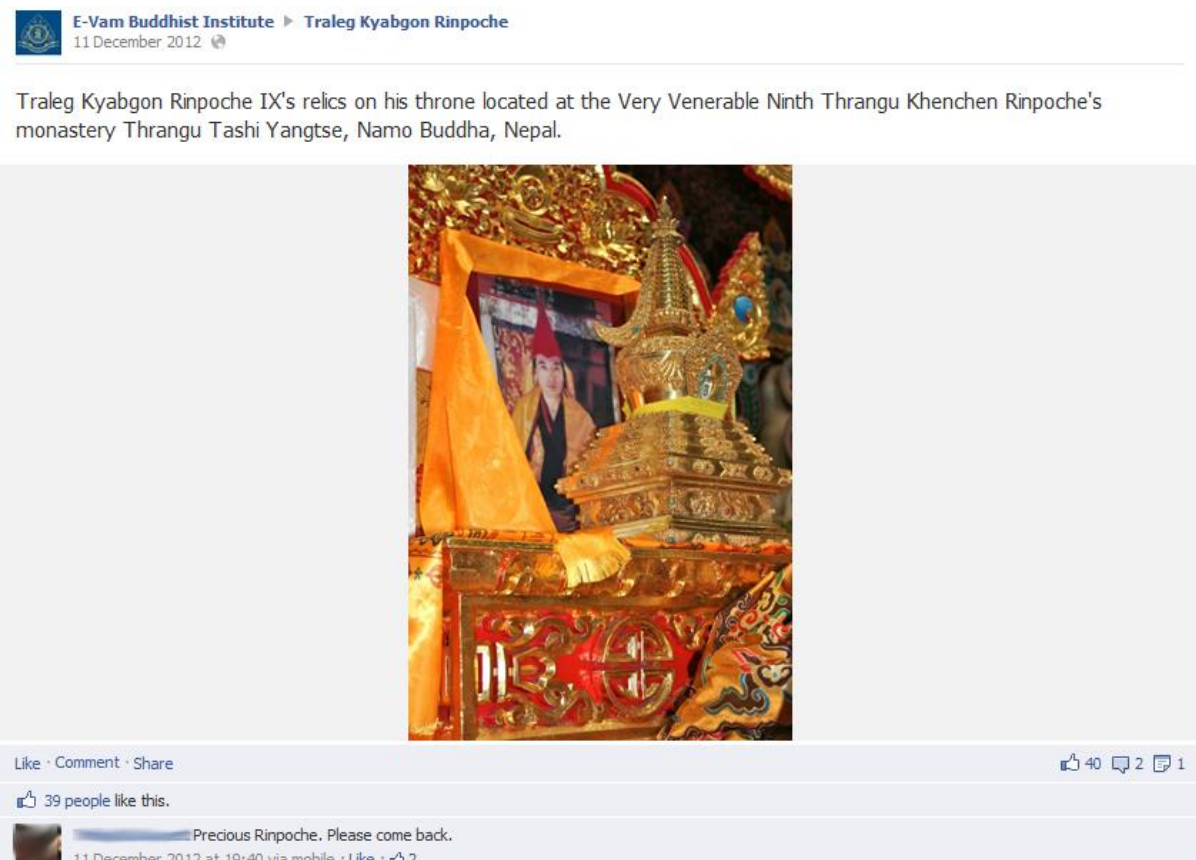 E-Vam Buddhist Institute ▶ Traleg Kyabgon Rinpoche
11 December 2012
Traleg Kyabgon Rinpoche IX's relics on his throne located at the Very Venerable Ninth Thrangu Khenchen Rinpoche's
monastery Thrangu Tashi Yangtse, Namo Buddha, Nepal.
Like · Comment · Share 40 2 1
39 people like this.
Precious Rinpoche. Please come back.
11 December 2012 at 19:40 via mobile · Like · 2